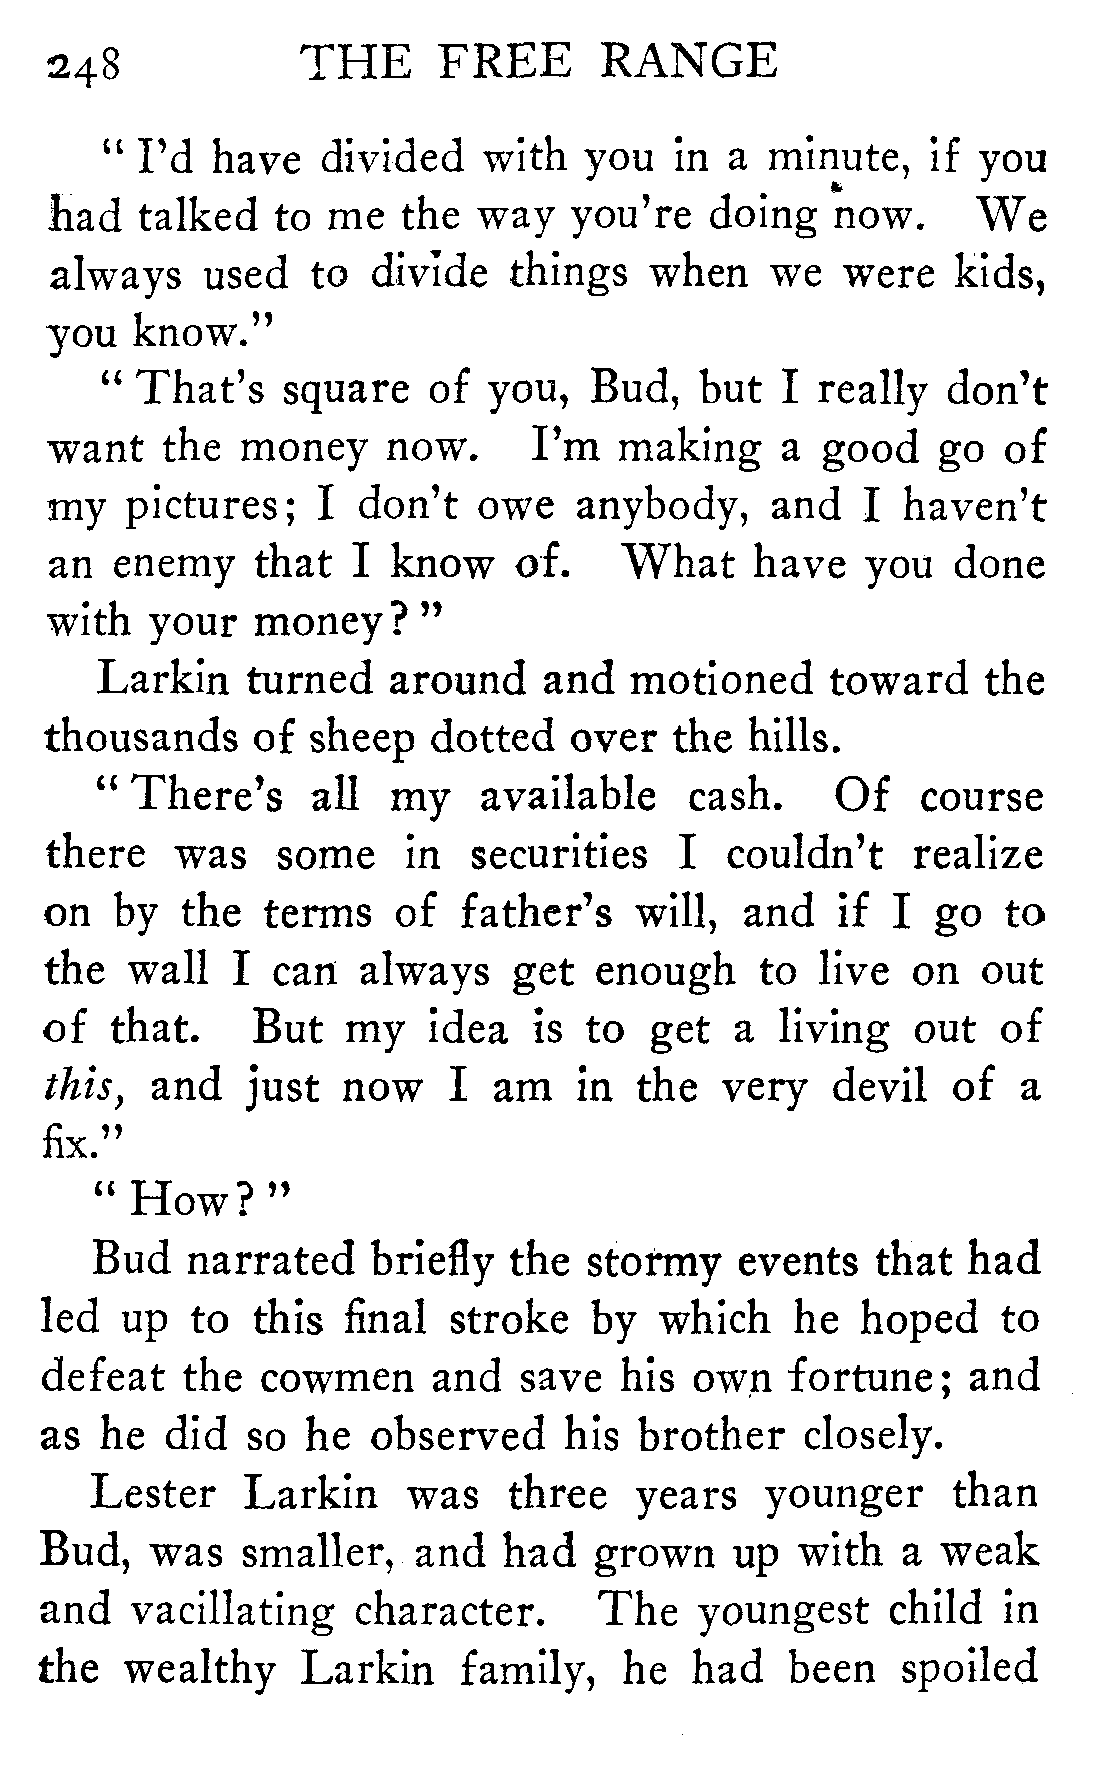 248 THE FREE RANGE
" I'd have divided with you in a minute, if you
had talked to me the way you're doing now. We
always used to divide things when we were kids,
you know."
" That's square of you, Bud, but I really don't
want the money now. I'm making a good go of
my pictures; I don't owe anybody, and I haven't
an enemy that I know of. What have you done
with your money? "
Larkin turned around and motioned toward the
thousands of sheep dotted over the hills.
" There's all my available cash. Of course
there was some in securities I couldn't realize
on by the terms of father's will, and if I go to
the wall I can always get enough to live on out
of that. But my idea is to get a living out of
this, and just now I am in the very devil of a
fix."
" How? "
Bud narrated briefly the stormy events that had
led up to this final stroke by which he hoped to
defeat the cowmen and save his own fortune; and
as he did so he observed his brother closely.
Lester Larkin was three years younger than
Bud, was smaller, and had grown up with a weak
and vacillating character. The youngest child in
the wealthy Larkin family, he had been spoiled